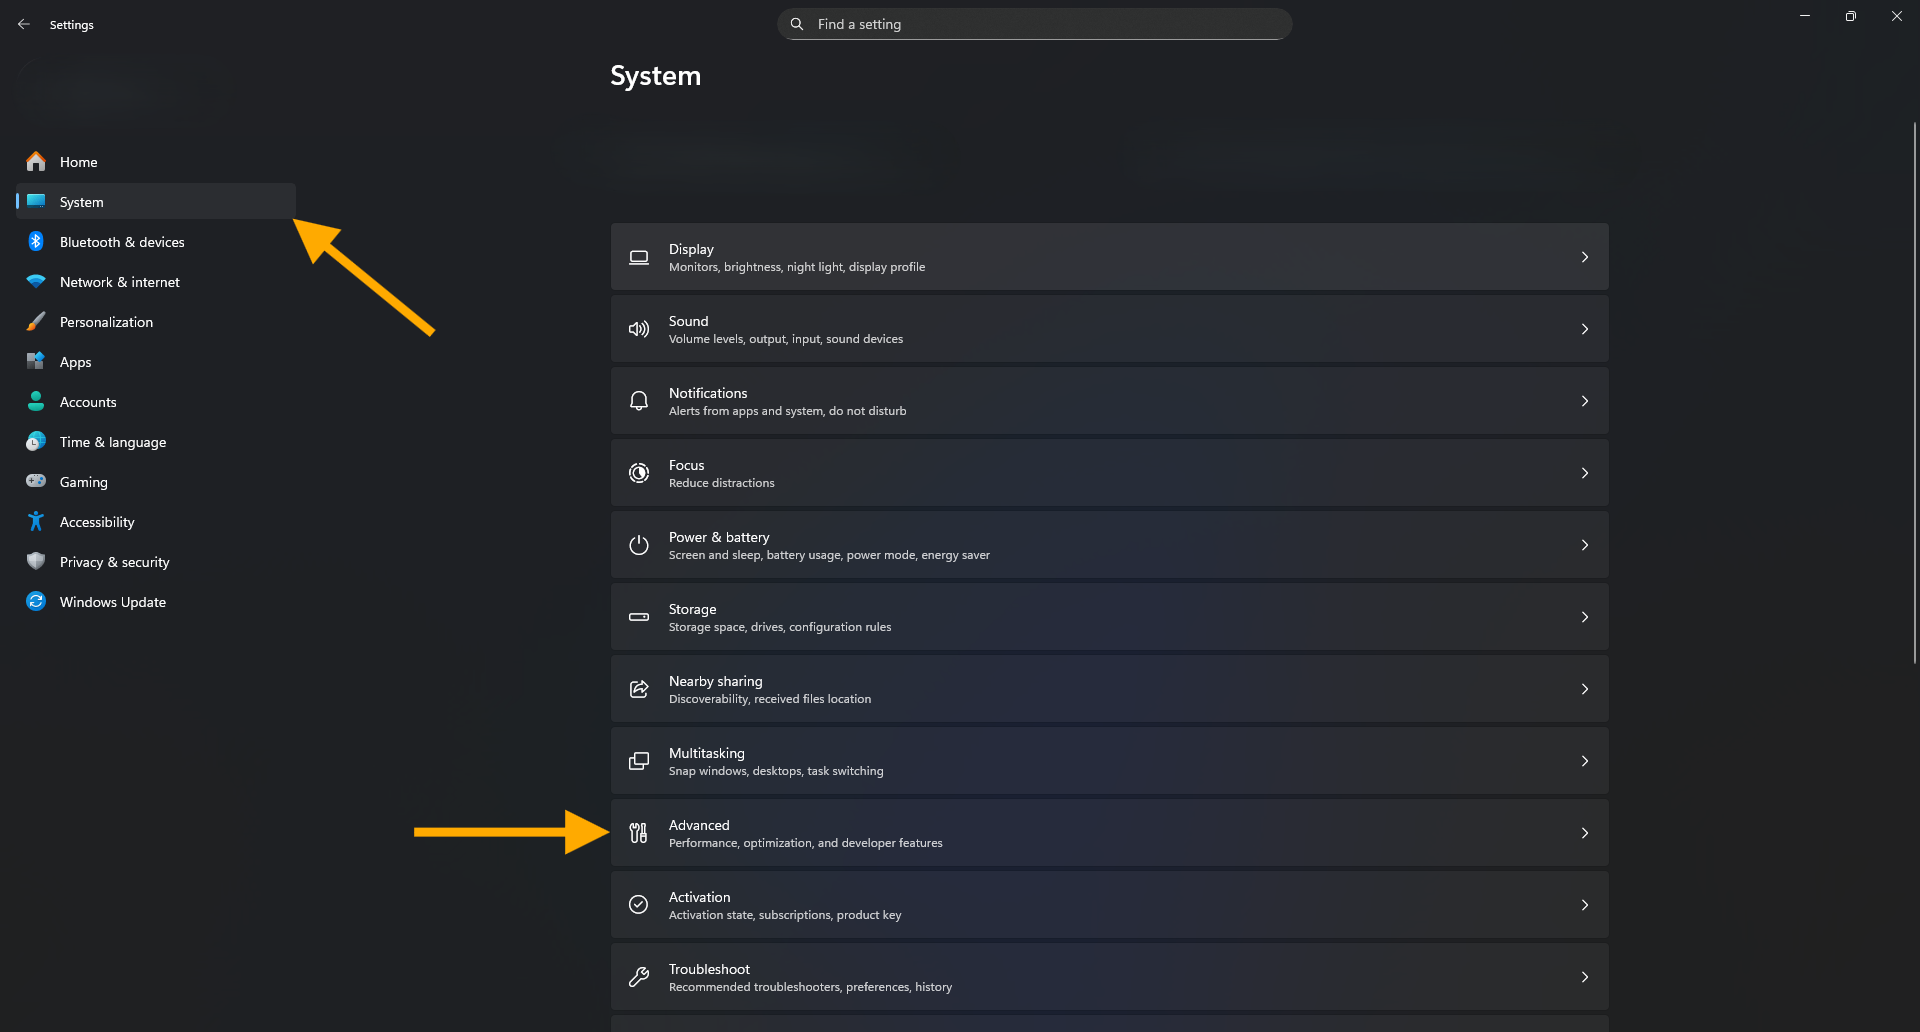 Settings
Find a setting
System
Home
System
Bluetooth & devices
Network & internet
Personalization
Apps
Accounts
Time & language
Gaming
Accessibility
Privacy & security
Windows Update
Display
Monitors, brightness, night light, display profile
Sound
Volume levels, output, input, sound devices
Notifications
Alerts from apps and system, do not disturb
Focus
Reduce distractions
Power & battery
Screen and sleep, battery usage, power mode, energy saver
Storage
Storage space, drives, configuration rules
Nearby sharing
Discoverability, received files location
Multitasking
Snap windows, desktops, task switching
Advanced
Performance, optimization, and developer features
Activation
Activation state, subscriptions, product key
Troubleshoot
Recommended troubleshooters, preferences, history